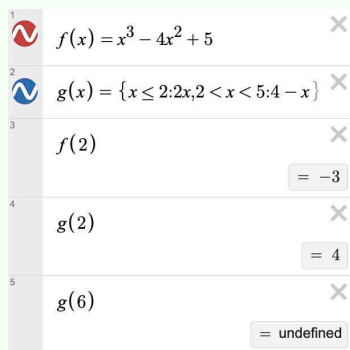 1
f(x) = x³ − 4x² + 5
2
g(x) = {x ≤ 2:2x,2 < x < 5:4 − x}
3
f(2)
= −3
4
g(2)
= 4
5
g(6)
= undefined